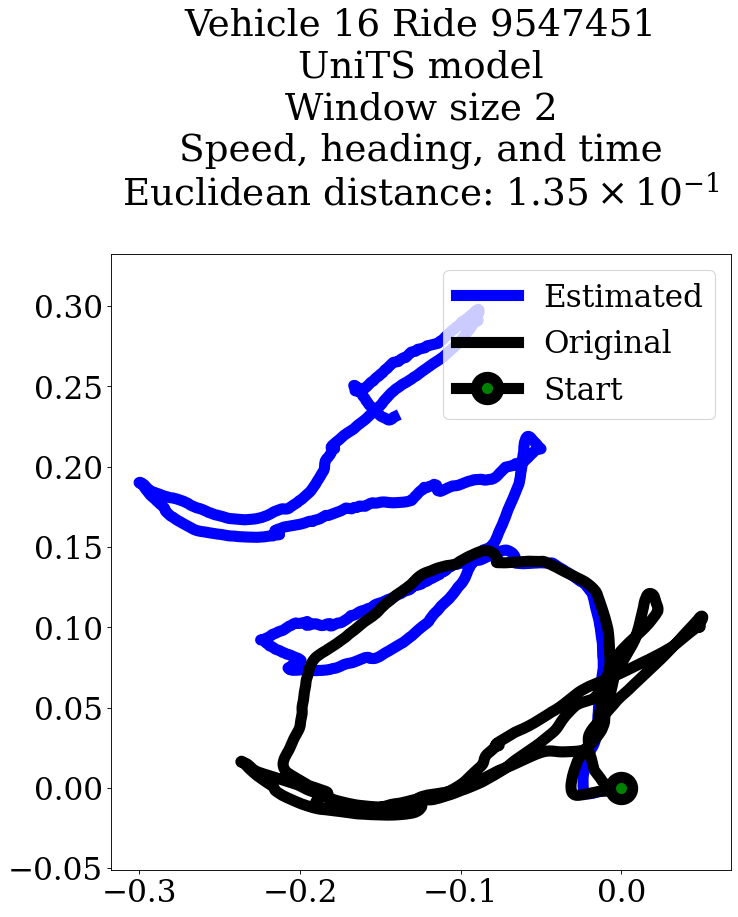 Vehicle 16 Ride 9547451
UniTS model
Window size 2
Speed, heading, and time
Euclidean distance: $1.35 \times 10^{-1}$
Estimated
Original
Start
0.30
0.25
0.20
0.15
0.10
0.05
0.00
−0.05
−0.3
−0.2
−0.1
0.0